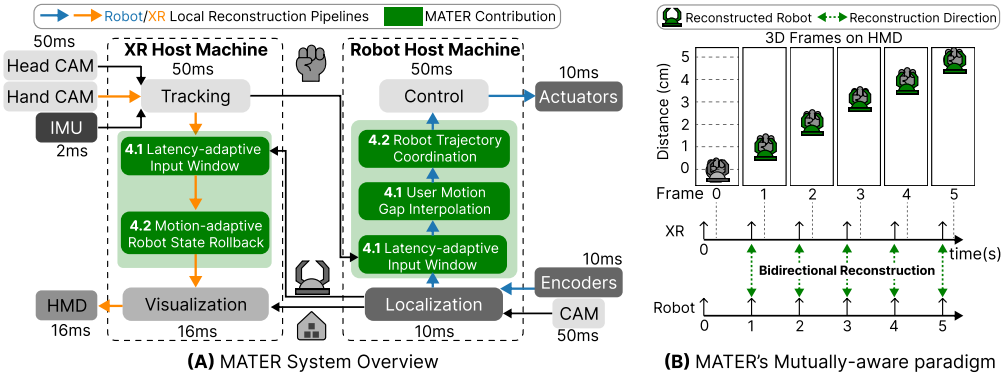 Robot/XR Local Reconstruction Pipelines
MATER Contribution
XR Host Machine
Robot Host Machine
50ms
Head CAM
Hand CAM
IMU
2ms
50ms
Tracking
4.1 Latency-adaptive
Input Window
4.2 Motion-adaptive
Robot State Rollback
Visualization
16ms
HMD
16ms
50ms
Control
10ms
Actuators
4.2 Robot Trajectory
Coordination
4.1 User Motion
Gap Interpolation
4.1 Latency-adaptive
Input Window
Localization
10ms
10ms
Encoders
CAM
50ms
(A) MATER System Overview
Reconstructed Robot
Reconstruction Direction
3D Frames on HMD
Distance (cm)
5
4
3
2
1
0
Frame 0 1 2 3 4 5
XR
0
time(s)
Bidirectional Reconstruction
Robot
0 1 2 3 4 5
(B) MATER's Mutually-aware paradigm